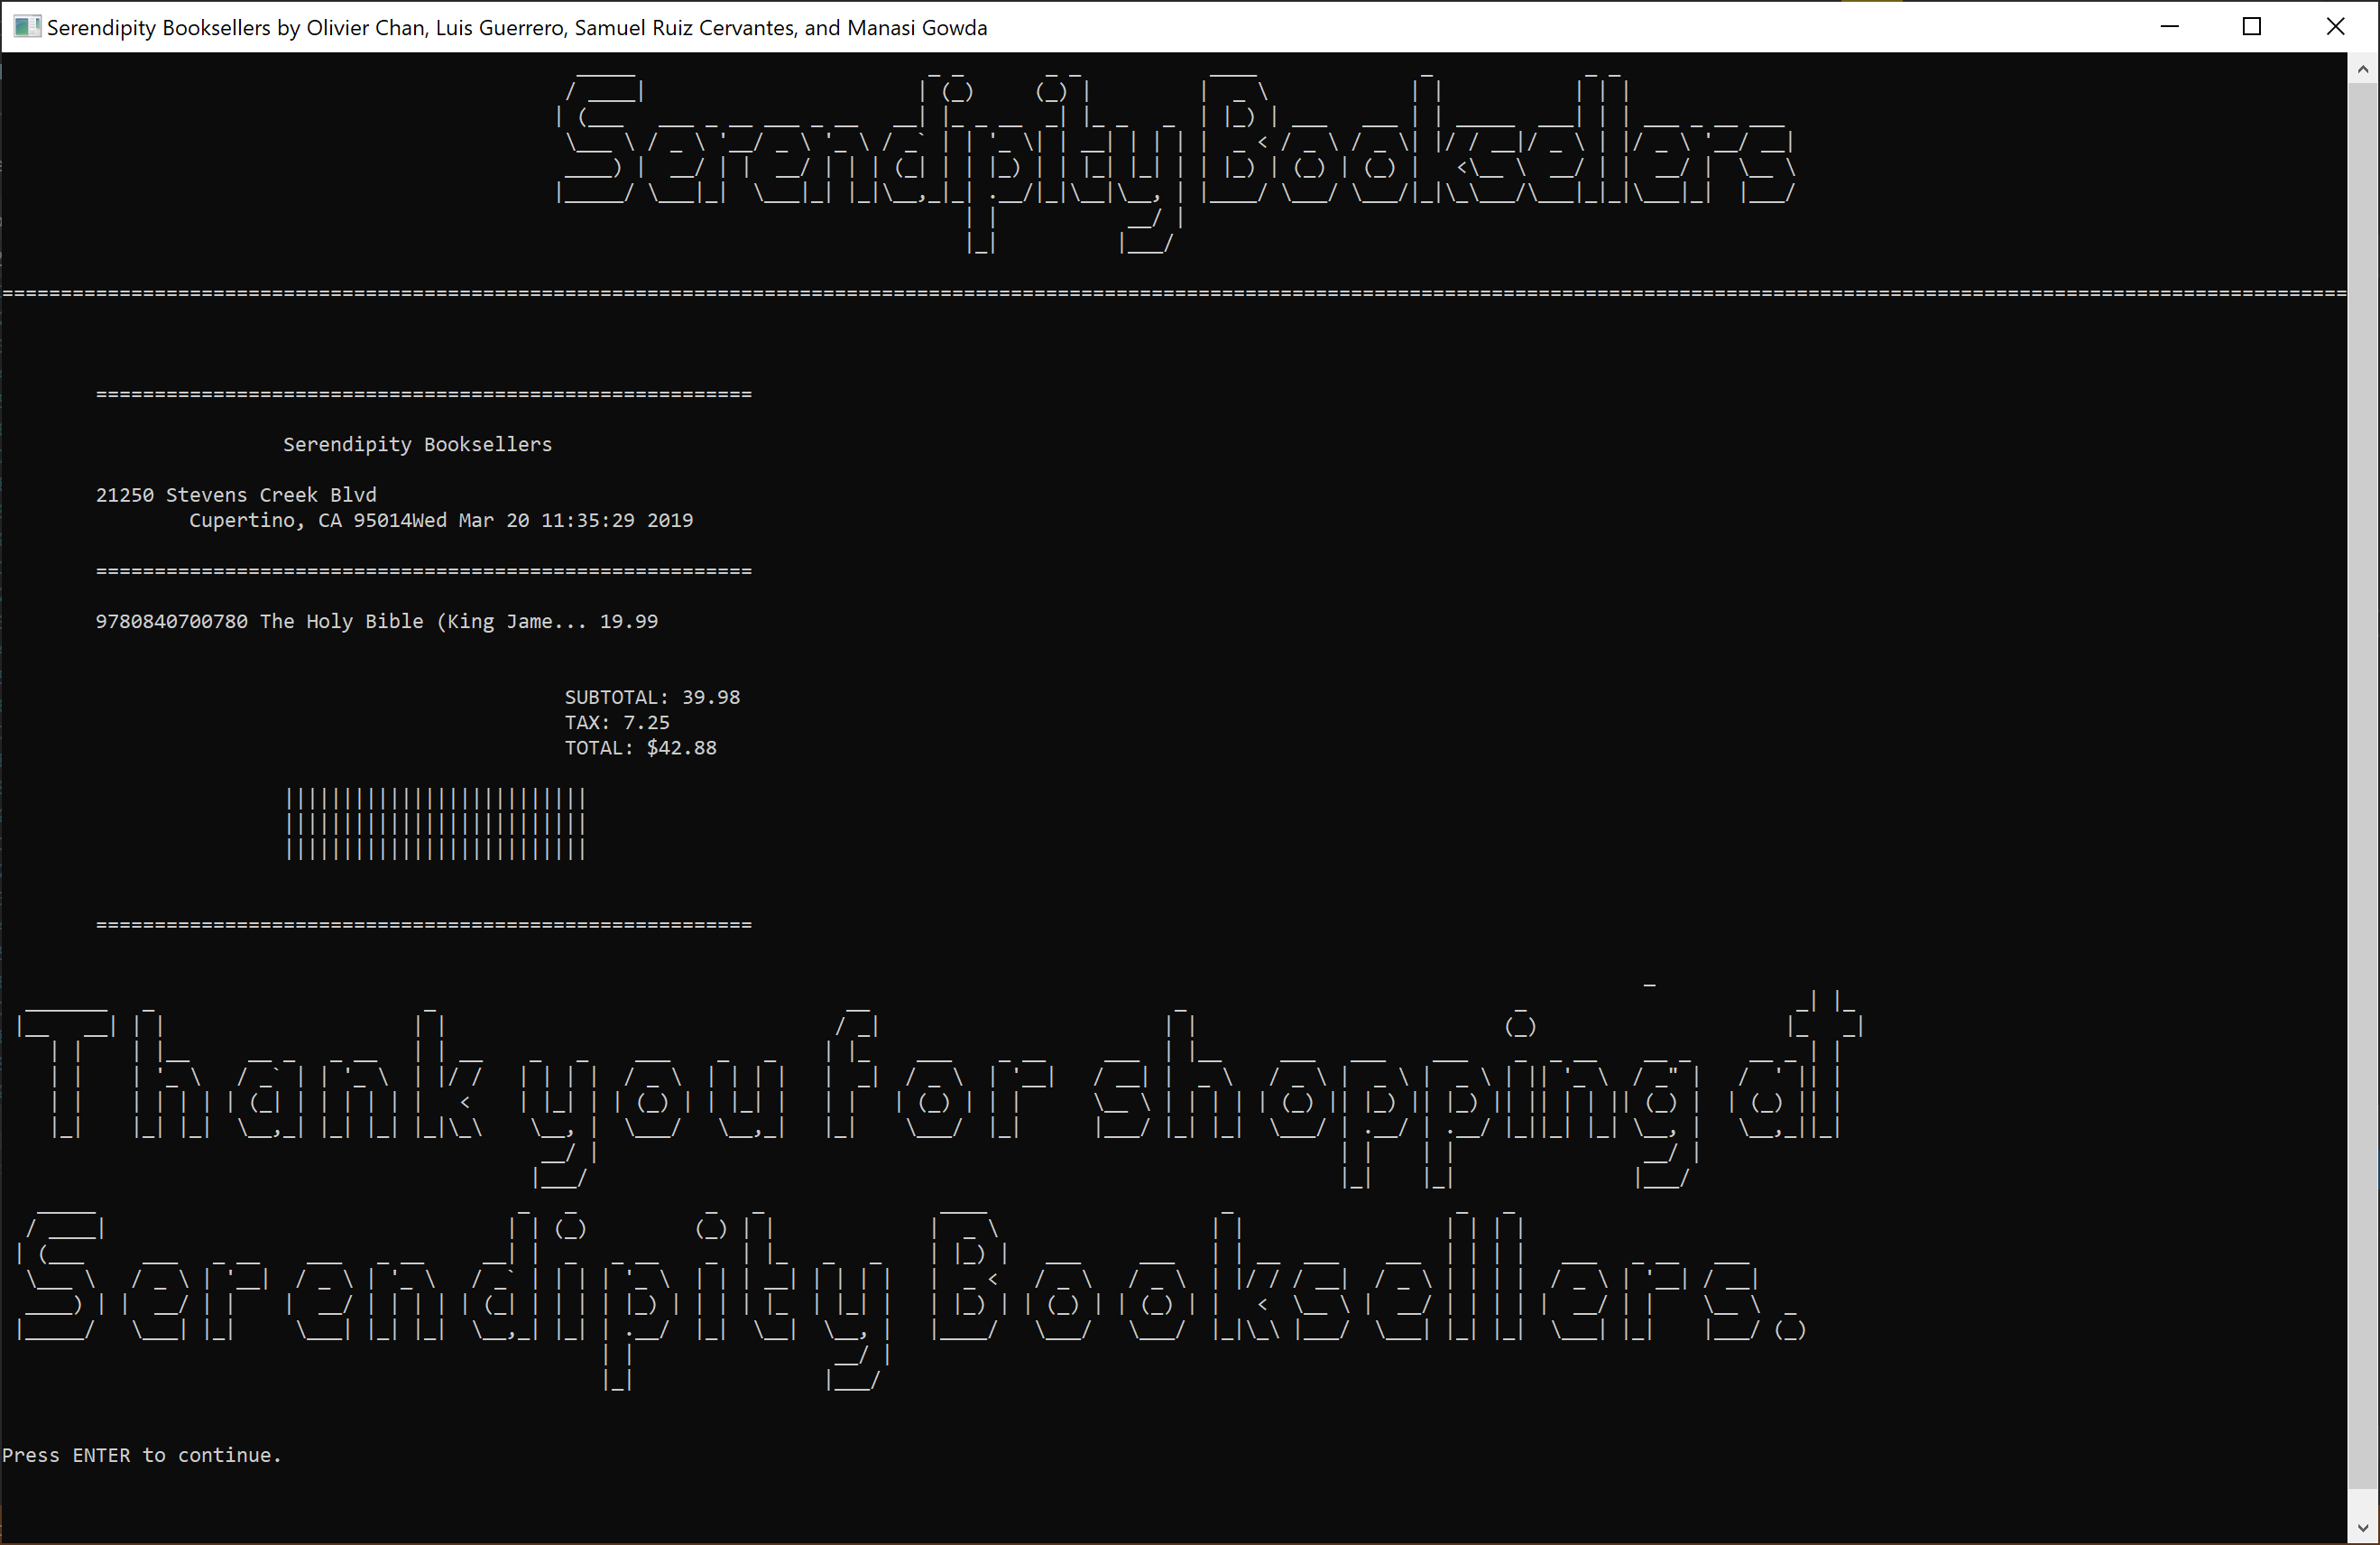 Serendipity Booksellers by Olivier Chan, Luis Guerrero, Samuel Ruiz Cervantes, and Manasi Gowda
Serendipity Booksellers
Serendipity Booksellers
21250 Stevens Creek Blvd
Cupertino, CA 95014Wed Mar 20 11:35:29 2019
9780840700780 The Holy Bible (King Jame... 19.99
SUBTOTAL: 39.98
TAX: 7.25
TOTAL: $42.88
Thank you for shopping at
Serendipity Booksellers.
Press ENTER to continue.